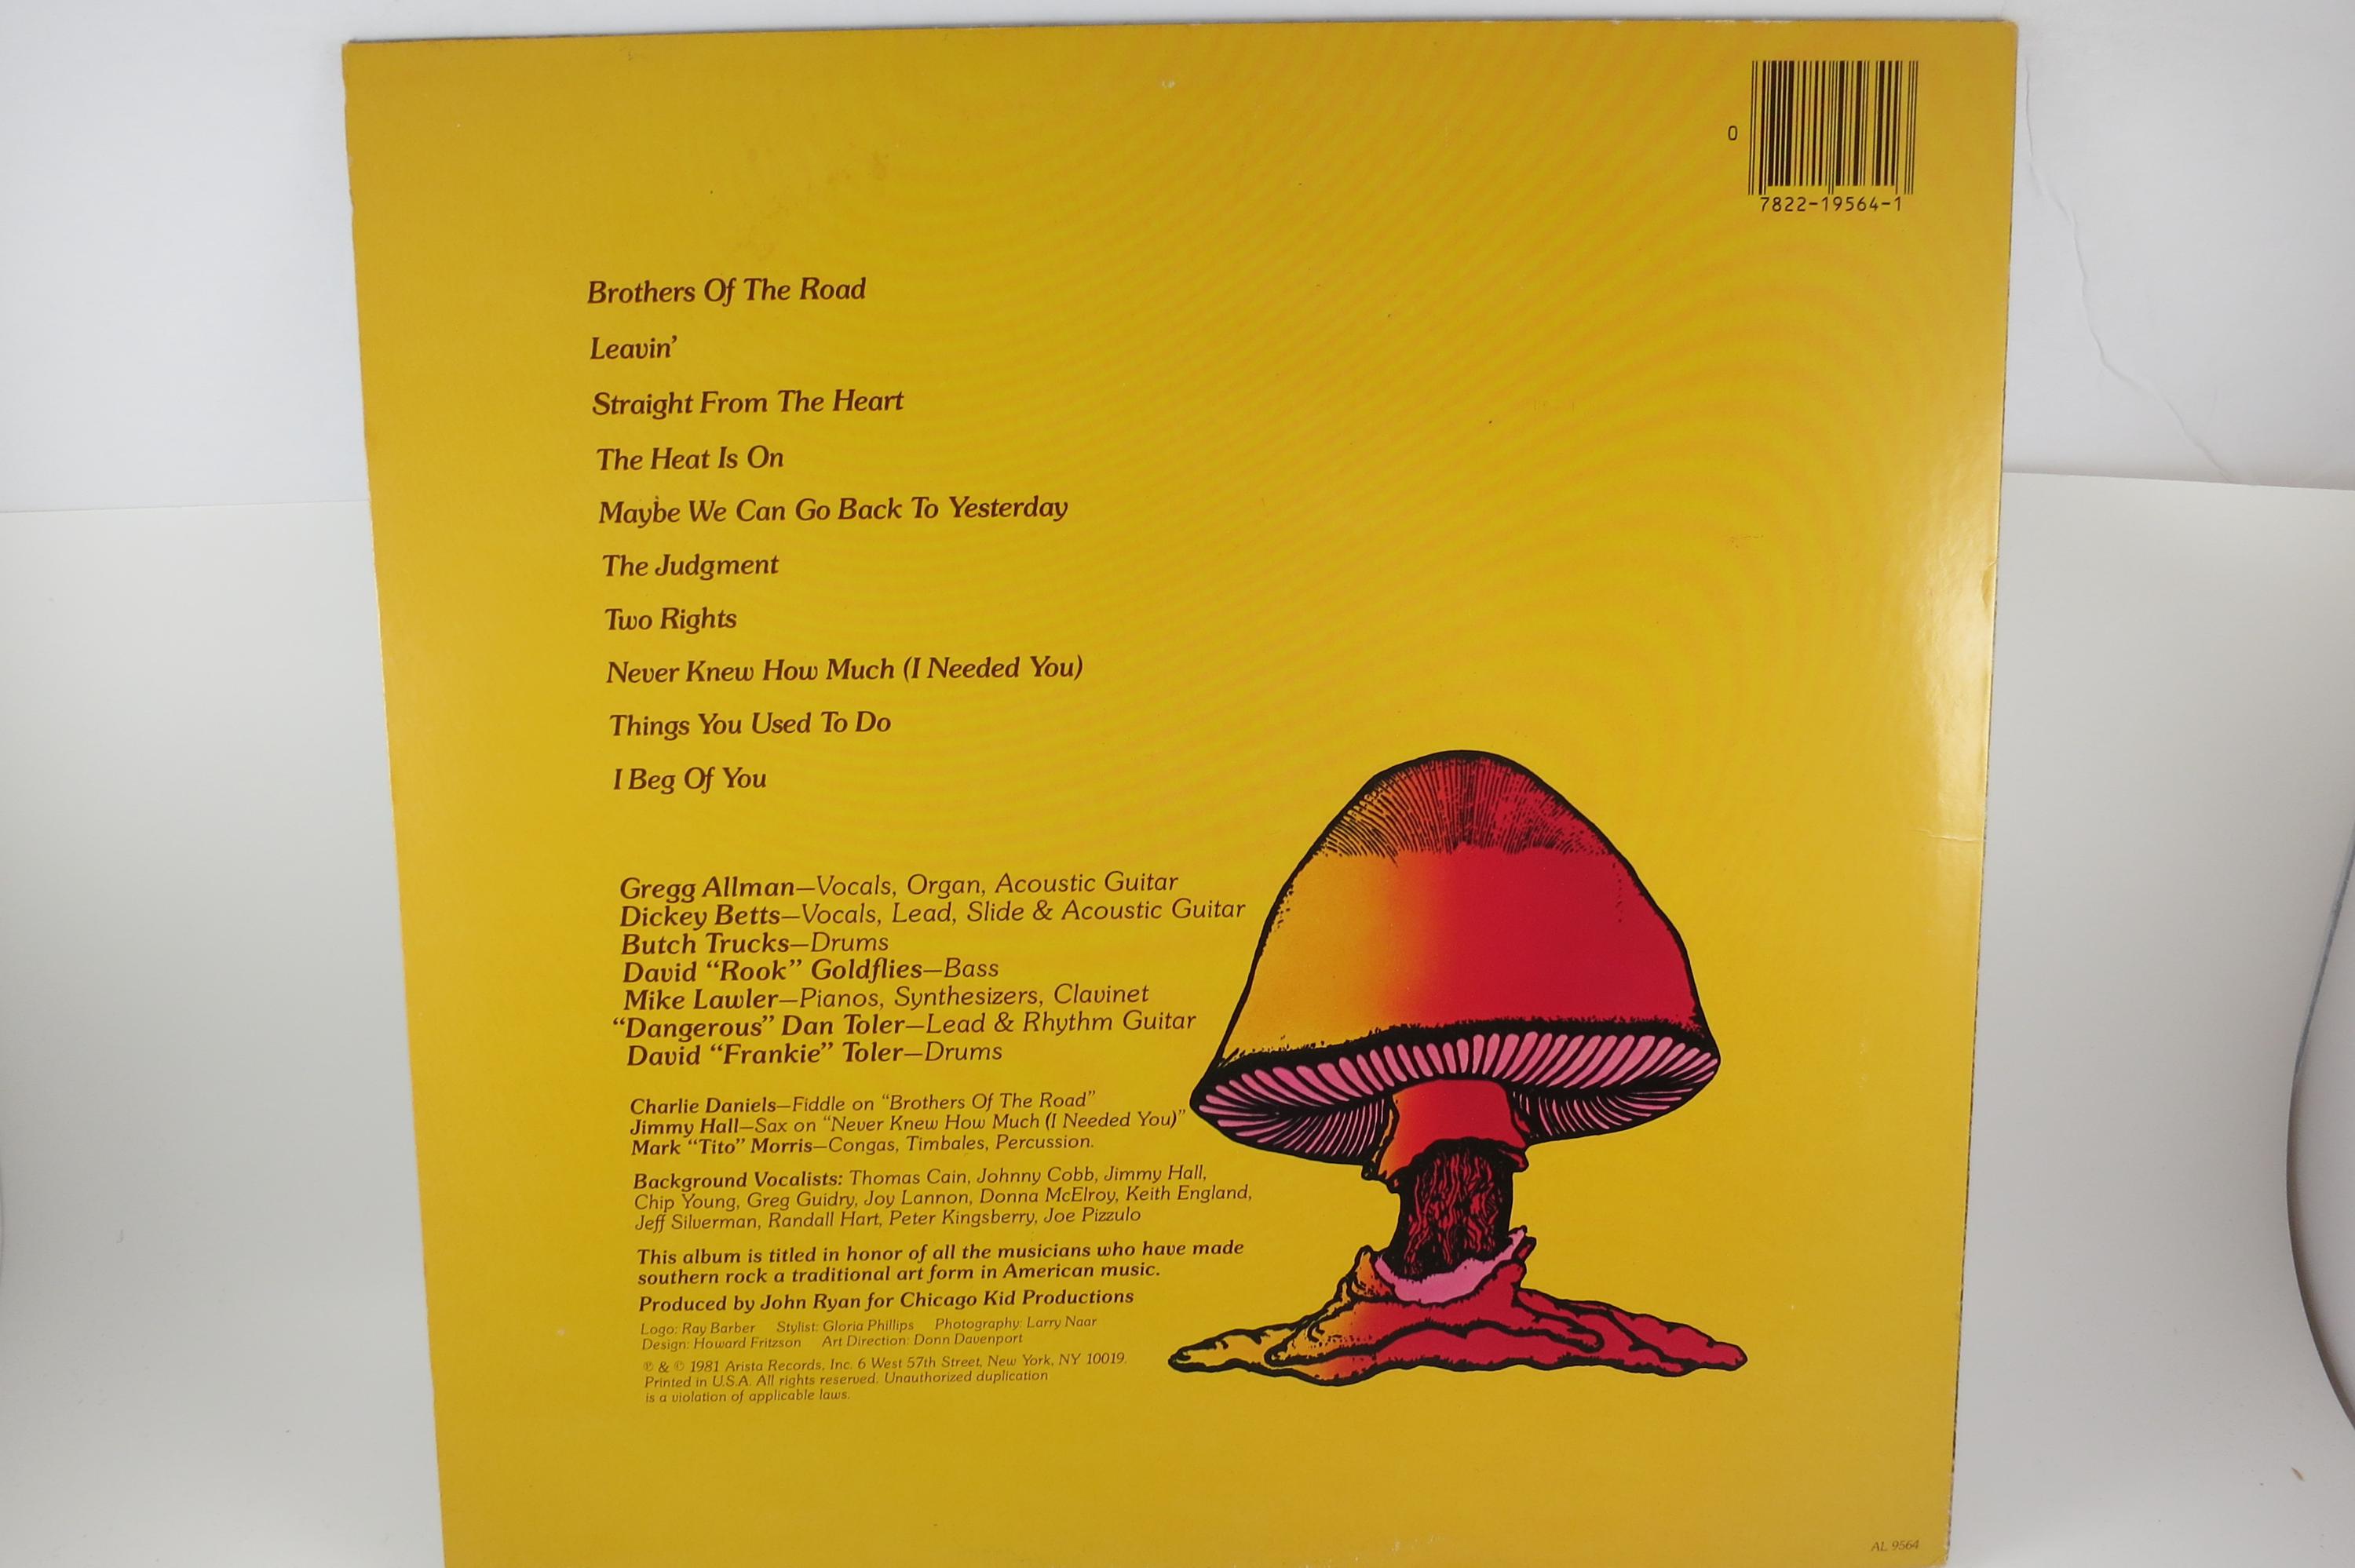 0
7822-19564-1
Brothers Of The Road
Leavin’
Straight From The Heart
The Heat Is On
Maybe We Can Go Back To Yesterday
The Judgment
Two Rights
Never Knew How Much (I Needed You)
Things You Used To Do
I Beg Of You
Gregg Allman—Vocals, Organ, Acoustic Guitar
Dickey Betts—Vocals, Lead, Slide & Acoustic Guitar
Butch Trucks—Drums
David “Rook” Goldflies—Bass
Mike Lawler—Pianos, Synthesizers, Clavinet
“Dangerous” Dan Toler—Lead & Rhythm Guitar
David “Frankie” Toler—Drums
Charlie Daniels—Fiddle on “Brothers Of The Road”
Jimmy Hall—Sax on “Never Knew How Much (I Needed You)”
Mark “Tito” Morris—Congas, Timbales, Percussion.
Background Vocalists: Thomas Cain, Johnny Cobb, Jimmy Hall,
Chip Young, Greg Guidry, Joy Lannon, Donna McElroy, Keith England,
Jeff Silverman, Randall Hart, Peter Kingsberry, Joe Pizzulo
This album is titled in honor of all the musicians who have made
southern rock a traditional art form in American music.
Produced by John Ryan for Chicago Kid Productions
Logo: Ray Barber Stylist: Gloria Phillips Photography: Larry Naar
Design: Howard Fritzson Art Direction: Donn Davenport
℗ & © 1981 Arista Records, Inc. 6 West 57th Street, New York, NY 10019.
Printed in U.S.A. All rights reserved. Unauthorized duplication
is a violation of applicable laws.
AL 9564